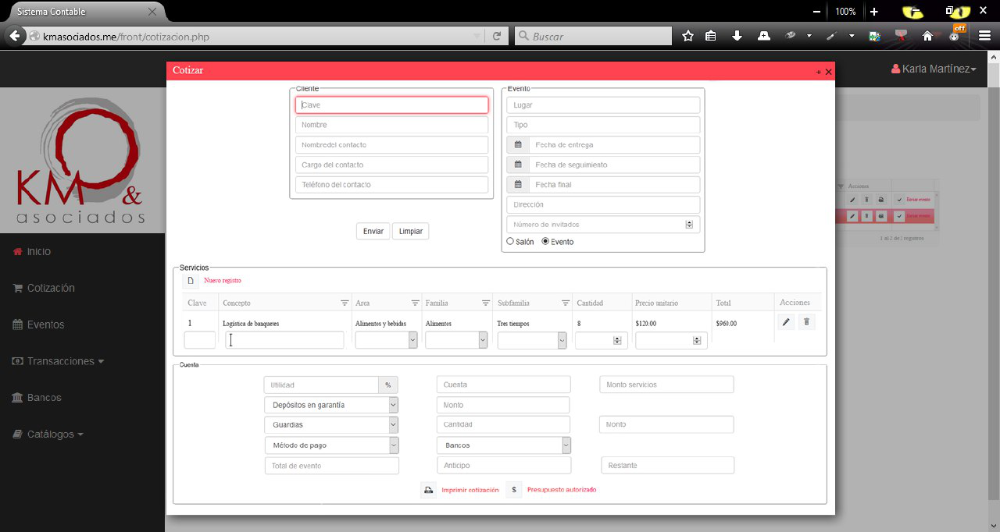 Sistema Contable
100%
kmasociados.me/front/cotizacion.php
Buscar
off
Cotizar
Karla Martínez
KM &
asociados
Inicio
Cotización
Eventos
Transacciones
Bancos
Catálogos
Cliente
Clave
Nombre
Nombredel contacto
Cargo del contacto
Teléfono del contacto
Enviar Limpiar
Evento
Lugar
Tipo
Fecha de entrega
Fecha de seguimiento
Fecha final
Dirección
Número de invitados
Salón Evento
Acciones
Enviar evento
Enviar evento
1 al 2 de 2 registros
Servicios
Nuevo registro
Clave Concepto Area Familia Subfamilia Cantidad Precio unitario Total Acciones
1 Logística de banquetes Alimentos y bebidas Alimentos Tres tiempos 8 $120.00 $960.00
Cuenta
Utilidad % Cuenta Monto servicios
Depósitos en garantía Monto
Guardias Cantidad Monto
Método de pago Bancos
Total de evento Anticipo Restante
Imprimir cotización $ Presupuesto autorizado